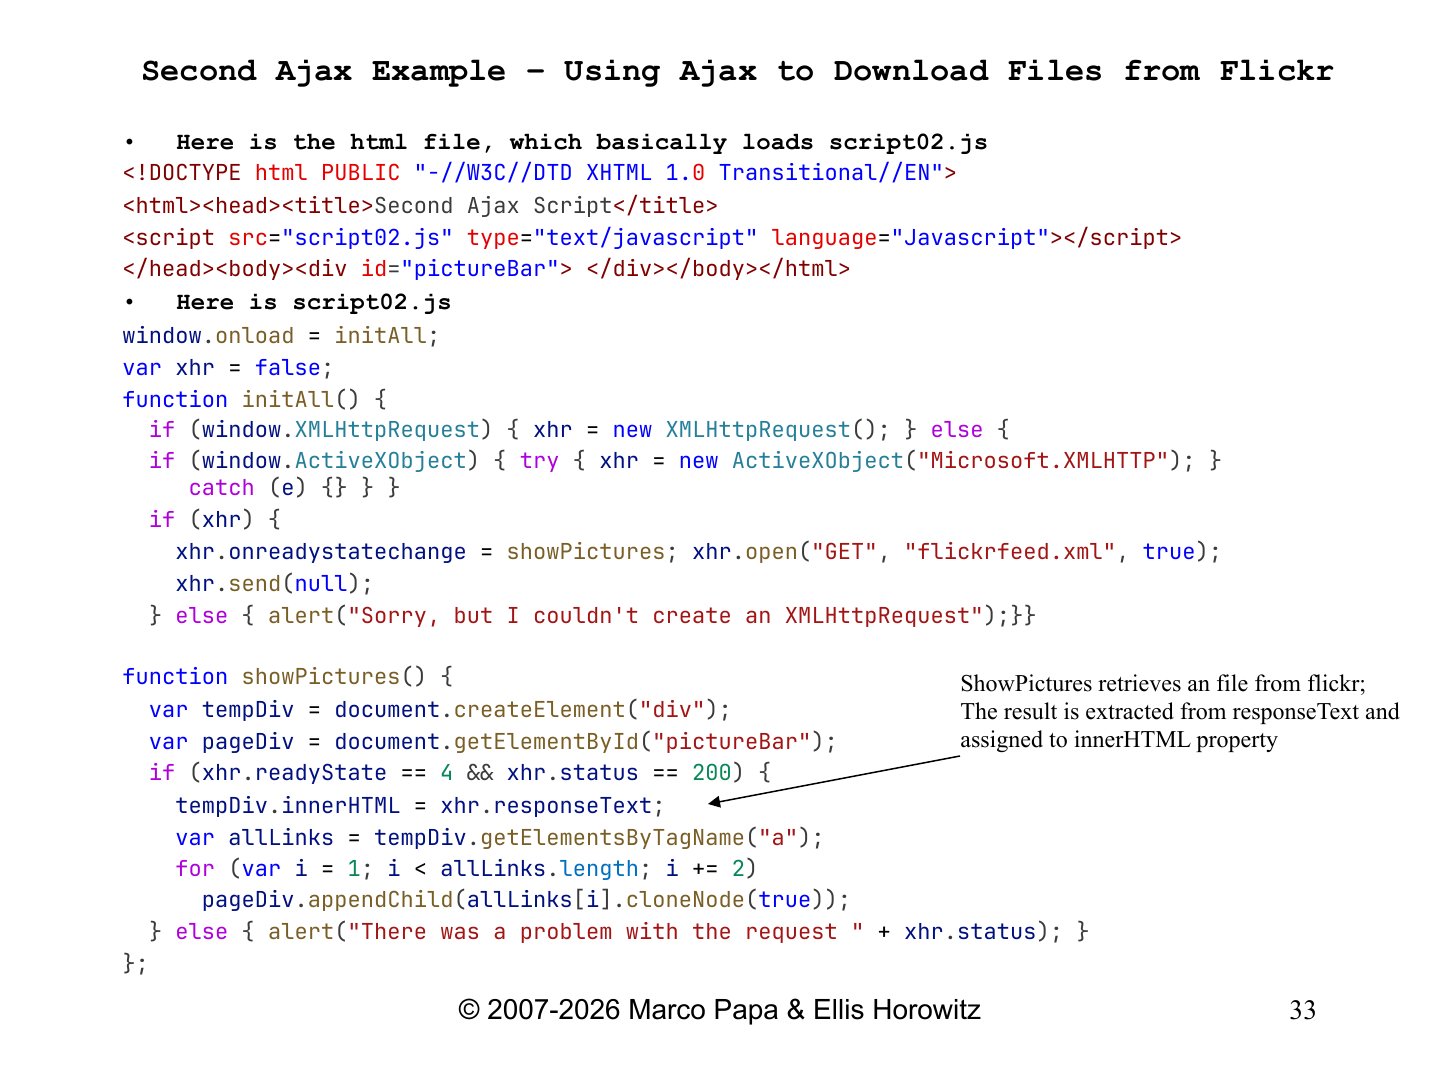 Second Ajax Example – Using Ajax to Download Files from Flickr
• Here is the html file, which basically loads script02.js
<!DOCTYPE html PUBLIC "-//W3C//DTD XHTML 1.0 Transitional//EN">
<html><head><title>Second Ajax Script</title>
<script src="script02.js" type="text/javascript" language="Javascript"></script>
</head><body><div id="pictureBar"> </div></body></html>
• Here is script02.js
window.onload = initAll;
var xhr = false;
function initAll() {
  if (window.XMLHttpRequest) { xhr = new XMLHttpRequest(); } else {
  if (window.ActiveXObject) { try { xhr = new ActiveXObject("Microsoft.XMLHTTP"); }
     catch (e) {} } }
  if (xhr) {
    xhr.onreadystatechange = showPictures; xhr.open("GET", "flickrfeed.xml", true);
    xhr.send(null);
  } else { alert("Sorry, but I couldn't create an XMLHttpRequest");}}
function showPictures() {
  var tempDiv = document.createElement("div");
  var pageDiv = document.getElementById("pictureBar");
  if (xhr.readyState == 4 && xhr.status == 200) {
    tempDiv.innerHTML = xhr.responseText;
    var allLinks = tempDiv.getElementsByTagName("a");
    for (var i = 1; i < allLinks.length; i += 2)
      pageDiv.appendChild(allLinks[i].cloneNode(true));
  } else { alert("There was a problem with the request " + xhr.status); }
};
ShowPictures retrieves an file from flickr;
The result is extracted from responseText and
assigned to innerHTML property
© 2007-2026 Marco Papa & Ellis Horowitz
33